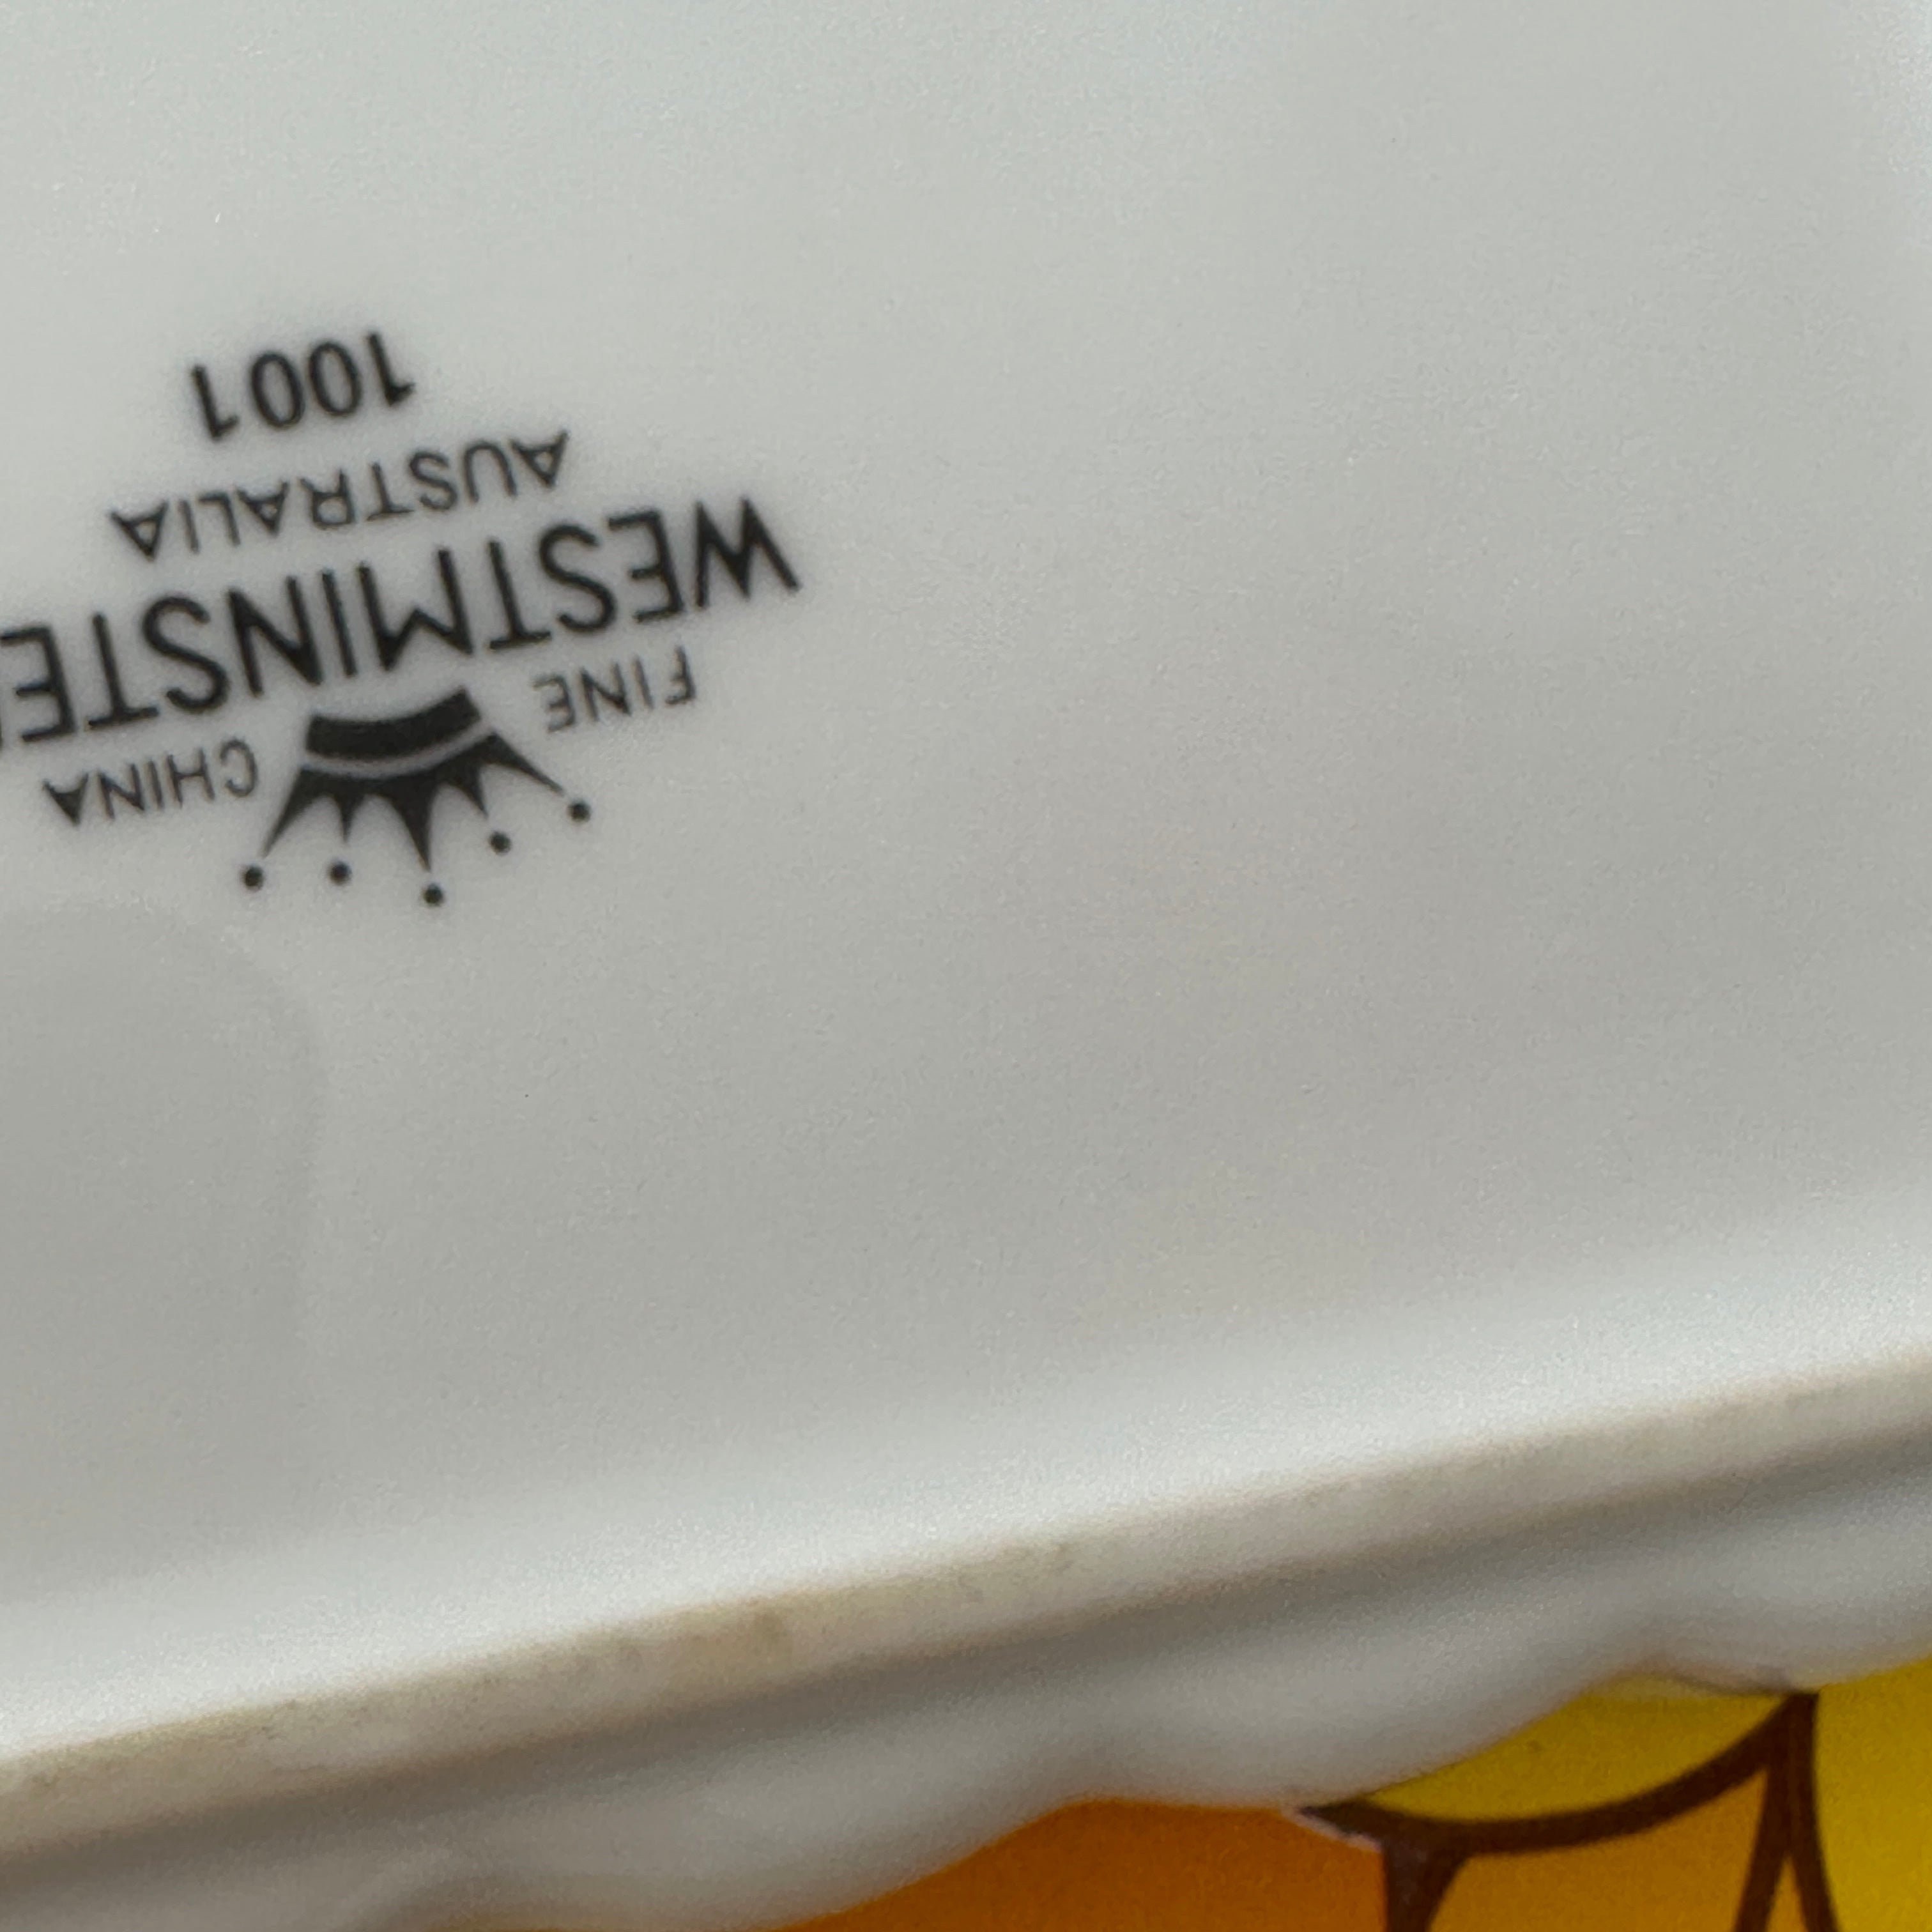 FINE CHINA
WESTMINSTE
AUSTRALIA
1001